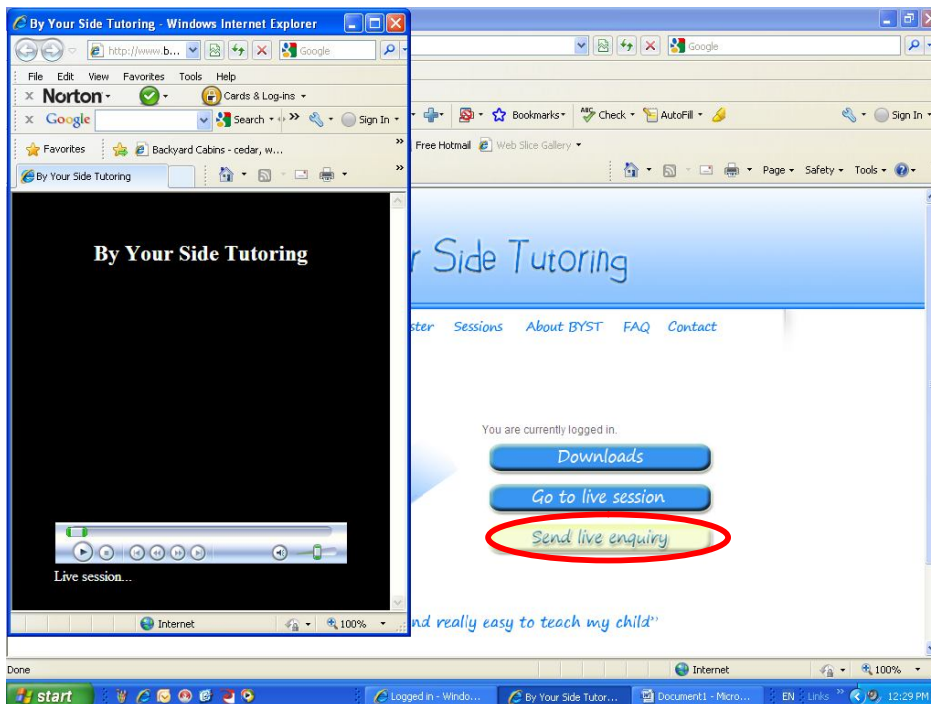 By Your Side Tutoring - Windows Internet Explorer
http://www.b...
Google
File Edit View Favorites Tools Help
x Norton
Cards & Log-ins
x Google
Search
»
Sign In
Favorites
Backyard Cabins - cedar, w...
»
By Your Side Tutoring
»
By Your Side Tutoring
Live session...
Internet
100%
Google
Bookmarks
Check
AutoFill
Sign In
Free Hotmail
Web Slice Gallery
Page
Safety
Tools
r Side Tutoring
ster Sessions About BYST FAQ Contact
You are currently logged in.
Downloads
Go to live session
Send live enquiry
nd really easy to teach my child"
Done
Internet
100%
start
Logged in - Windo...
By Your Side Tutor...
Document1 - Micro...
EN
Links
»
12:29 PM